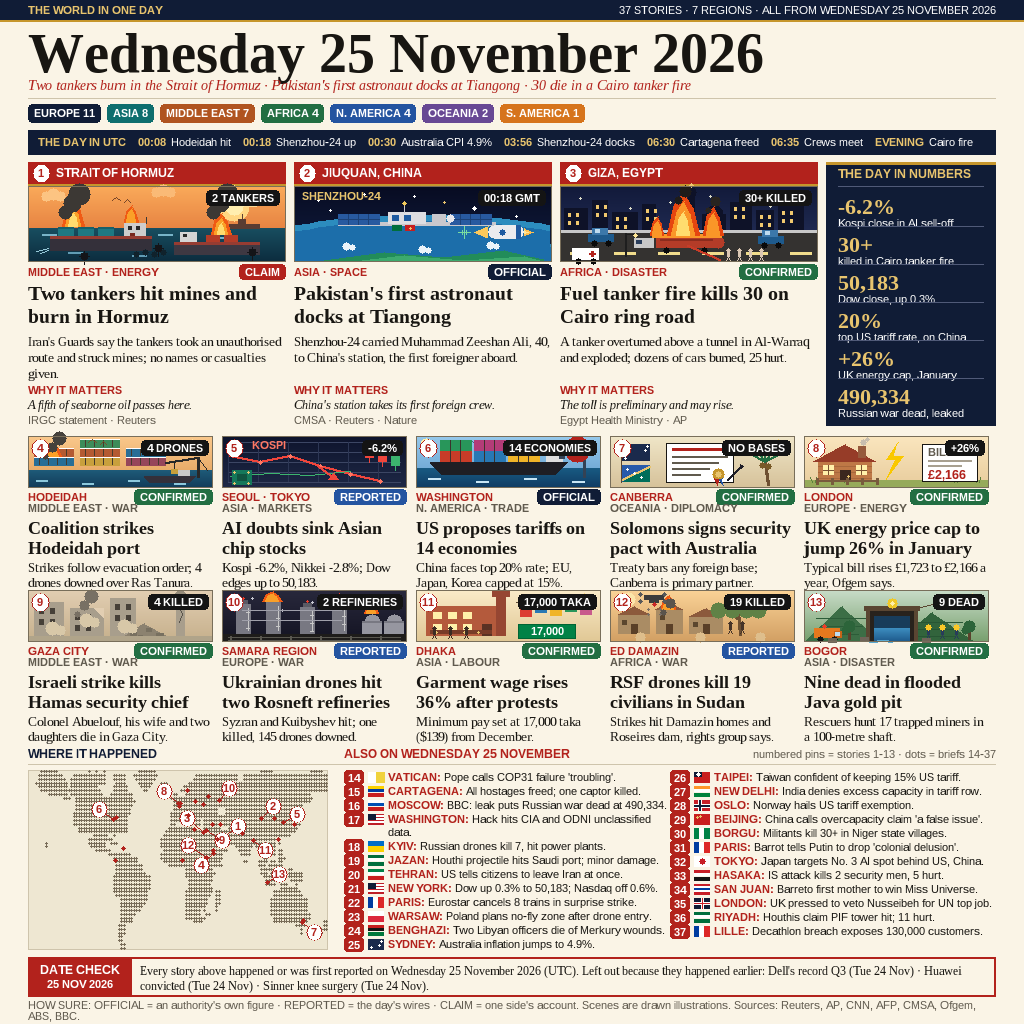 THE WORLD IN ONE DAY
37 STORIES · 7 REGIONS · ALL FROM WEDNESDAY 25 NOVEMBER 2026
Wednesday 25 November 2026
Two tankers burn in the Strait of Hormuz · Pakistan's first astronaut docks at Tiangong · 30 die in a Cairo tanker fire
EUROPE 11 ASIA 8 MIDDLE EAST 7 AFRICA 4 N. AMERICA 4 OCEANIA 2 S. AMERICA 1
THE DAY IN UTC 00:08 Hodeidah hit 00:18 Shenzhou-24 up 00:30 Australia CPI 4.9% 03:56 Shenzhou-24 docks 06:30 Cartagena freed 06:35 Crews meet EVENING Cairo fire
1 STRAIT OF HORMUZ
2 TANKERS
MIDDLE EAST · ENERGY
CLAIM
Two tankers hit mines and
burn in Hormuz
Iran's Guards say the tankers took an unauthorised
route and struck mines; no names or casualties
given.
WHY IT MATTERS
A fifth of seaborne oil passes here.
IRGC statement · Reuters
2 JIUQUAN, CHINA
SHENZHOU-24
00:18 GMT
ASIA · SPACE
OFFICIAL
Pakistan's first astronaut
docks at Tiangong
Shenzhou-24 carried Muhammad Zeeshan Ali, 40,
to China's station, the first foreigner aboard.
WHY IT MATTERS
China's station takes its first foreign crew.
CMSA · Reuters · Nature
3 GIZA, EGYPT
30+ KILLED
AFRICA · DISASTER
CONFIRMED
Fuel tanker fire kills 30 on
Cairo ring road
A tanker overturned above a tunnel in Al-Warraq
and exploded; dozens of cars burned, 25 hurt.
WHY IT MATTERS
The toll is preliminary and may rise.
Egypt Health Ministry · AP
THE DAY IN NUMBERS
-6.2%
Kospi close in AI sell-off
30+
killed in Cairo tanker fire
50,183
Dow close, up 0.3%
20%
top US tariff rate, on China
+26%
UK energy cap, January
490,334
Russian war dead, leaked
4
4 DRONES
HODEIDAH
CONFIRMED
MIDDLE EAST · WAR
Coalition strikes
Hodeidah port
Strikes follow evacuation order; 4
drones downed over Ras Tanura.
5
KOSPI
-6.2%
SEOUL · TOKYO
REPORTED
ASIA · MARKETS
AI doubts sink Asian
chip stocks
Kospi -6.2%, Nikkei -2.8%; Dow
edges up to 50,183.
6
14 ECONOMIES
WASHINGTON
OFFICIAL
N. AMERICA · TRADE
US proposes tariffs on
14 economies
China faces top 20% rate; EU,
Japan, Korea capped at 15%.
7
NO BASES
CANBERRA
CONFIRMED
OCEANIA · DIPLOMACY
Solomons signs security
pact with Australia
Treaty bars any foreign base;
Canberra is primary partner.
8
+26%
£2,166
LONDON
CONFIRMED
EUROPE · ENERGY
UK energy price cap to
jump 26% in January
Typical bill rises £1,723 to £2,166 a
year, Ofgem says.
9
4 KILLED
GAZA CITY
CONFIRMED
MIDDLE EAST · WAR
Israeli strike kills
Hamas security chief
Colonel Abuelouf, his wife and two
daughters die in Gaza City.
10
2 REFINERIES
SAMARA REGION
REPORTED
EUROPE · WAR
Ukrainian drones hit
two Rosneft refineries
Syzran and Kuibyshev hit; one
killed, 145 drones downed.
11
17,000 TAKA
17,000
DHAKA
CONFIRMED
ASIA · LABOUR
Garment wage rises
36% after protests
Minimum pay set at 17,000 taka
($139) from December.
12
19 KILLED
ED DAMAZIN
REPORTED
AFRICA · WAR
RSF drones kill 19
civilians in Sudan
Strikes hit Damazin homes and
Roseires dam, rights group says.
13
9 DEAD
BOGOR
CONFIRMED
ASIA · DISASTER
Nine dead in flooded
Java gold pit
Rescuers hunt 17 trapped miners in
a 100-metre shaft.
WHERE IT HAPPENED
8
10
6
2
3
5
1
9
12
11
4
13
7
ALSO ON WEDNESDAY 25 NOVEMBER
numbered pins = stories 1-13 · dots = briefs 14-37
14 VATICAN: Pope calls COP31 failure 'troubling'.
15 CARTAGENA: All hostages freed; one captor killed.
16 MOSCOW: BBC: leak puts Russian war dead at 490,334.
17 WASHINGTON: Hack hits CIA and ODNI unclassified
data.
18 KYIV: Russian drones kill 7, hit power plants.
19 JAZAN: Houthi projectile hits Saudi port; minor damage.
20 TEHRAN: US tells citizens to leave Iran at once.
21 NEW YORK: Dow up 0.3% to 50,183; Nasdaq off 0.6%.
22 PARIS: Eurostar cancels 8 trains in surprise strike.
23 WARSAW: Poland plans no-fly zone after drone entry.
24 BENGHAZI: Two Libyan officers die of Merkury wounds.
25 SYDNEY: Australia inflation jumps to 4.9%.
26 TAIPEI: Taiwan confident of keeping 15% US tariff.
27 NEW DELHI: India denies excess capacity in tariff row.
28 OSLO: Norway hails US tariff exemption.
29 BEIJING: China calls overcapacity claim 'a false issue'.
30 BORGU: Militants kill 30+ in Niger state villages.
31 PARIS: Barrot tells Putin to drop 'colonial delusion'.
32 TOKYO: Japan targets No. 3 AI spot behind US, China.
33 HASAKA: IS attack kills 2 security men, 5 hurt.
34 SAN JUAN: Barreto first mother to win Miss Universe.
35 LONDON: UK pressed to veto Nusseibeh for UN top job.
36 RIYADH: Houthis claim PIF tower hit; 11 hurt.
37 LILLE: Decathlon breach exposes 130,000 customers.
DATE CHECK
25 NOV 2026
Every story above happened or was first reported on Wednesday 25 November 2026 (UTC). Left out because they happened earlier: Dell's record Q3 (Tue 24 Nov) · Huawei
convicted (Tue 24 Nov) · Sinner knee surgery (Tue 24 Nov).
HOW SURE: OFFICIAL = an authority's own figure · REPORTED = the day's wires · CLAIM = one side's account. Scenes are drawn illustrations. Sources: Reuters, AP, CNN, AFP, CMSA, Ofgem,
ABS, BBC.